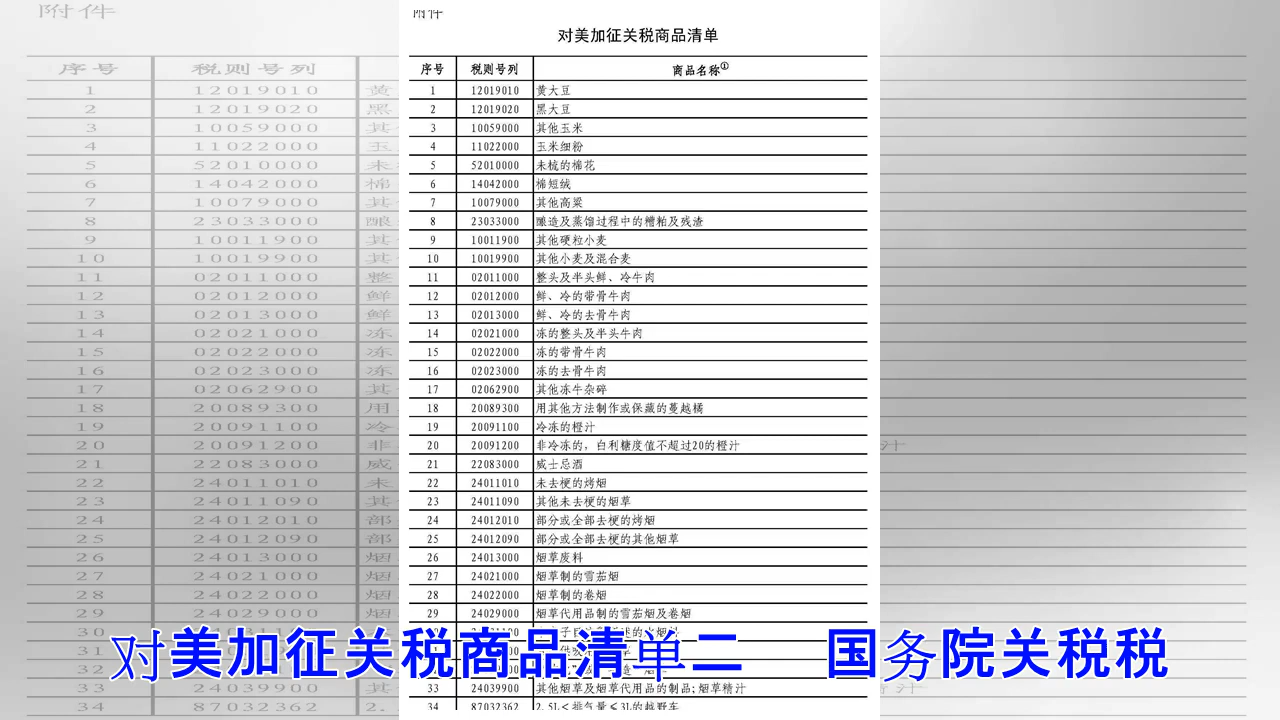 附件
对美加征关税商品清单
序号 税则号列 商品名称①
1 12019010 黄大豆
2 12019020 黑大豆
3 10059000 其他玉米
4 11022000 玉米细粉
5 52010000 未梳的棉花
6 14042000 棉短绒
7 10079000 其他高粱
8 23033000 酿造及蒸馏过程中的糟粕及残渣
9 10011900 其他硬粒小麦
10 10019900 其他小麦及混合麦
11 02011000 整头及半头鲜、冷牛肉
12 02012000 鲜、冷的带骨牛肉
13 02013000 鲜、冷的去骨牛肉
14 02021000 冻的整头及半头牛肉
15 02022000 冻的带骨牛肉
16 02023000 冻的去骨牛肉
17 02062900 其他冻牛杂碎
18 20089300 用其他方法制作或保藏的蔓越橘
19 20091100 冷冻的橙汁
20 20091200 非冷冻的，白利糖度值不超过20的橙汁
21 22083000 威士忌酒
22 24011010 未去梗的烤烟
23 24011090 其他未去梗的烟草
24 24012010 部分或全部去梗的烤烟
25 24012090 部分或全部去梗的其他烟草
26 24013000 烟草废料
27 24021000 烟草制的雪茄烟
28 24022000 烟草制的卷烟
29 24029000 烟草代用品制的雪茄烟及卷烟
30
对美加征关税商品清单二 国务院关税税
31
32
33 24039900 其他烟草及烟草代用品的制品；烟草精汁
34 87032362 2.5L＜排气量≤3L的越野车